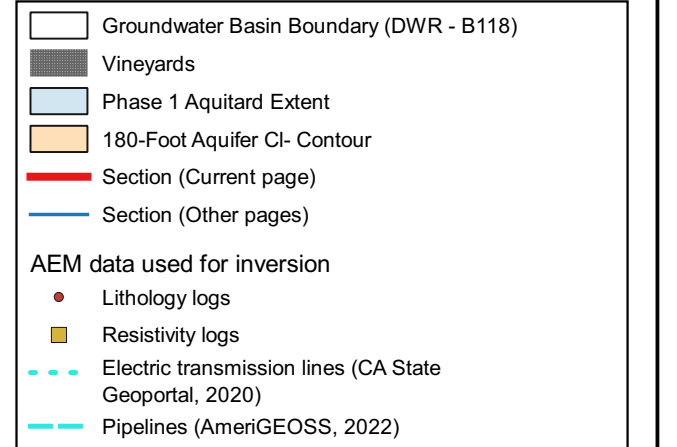 Groundwater Basin Boundary (DWR - B118)
Vineyards
Phase 1 Aquitard Extent
180-Foot Aquifer Cl- Contour
Section (Current page)
Section (Other pages)
AEM data used for inversion
Lithology logs
Resistivity logs
Electric transmission lines (CA State
Geoportal, 2020)
Pipelines (AmeriGEOSS, 2022)